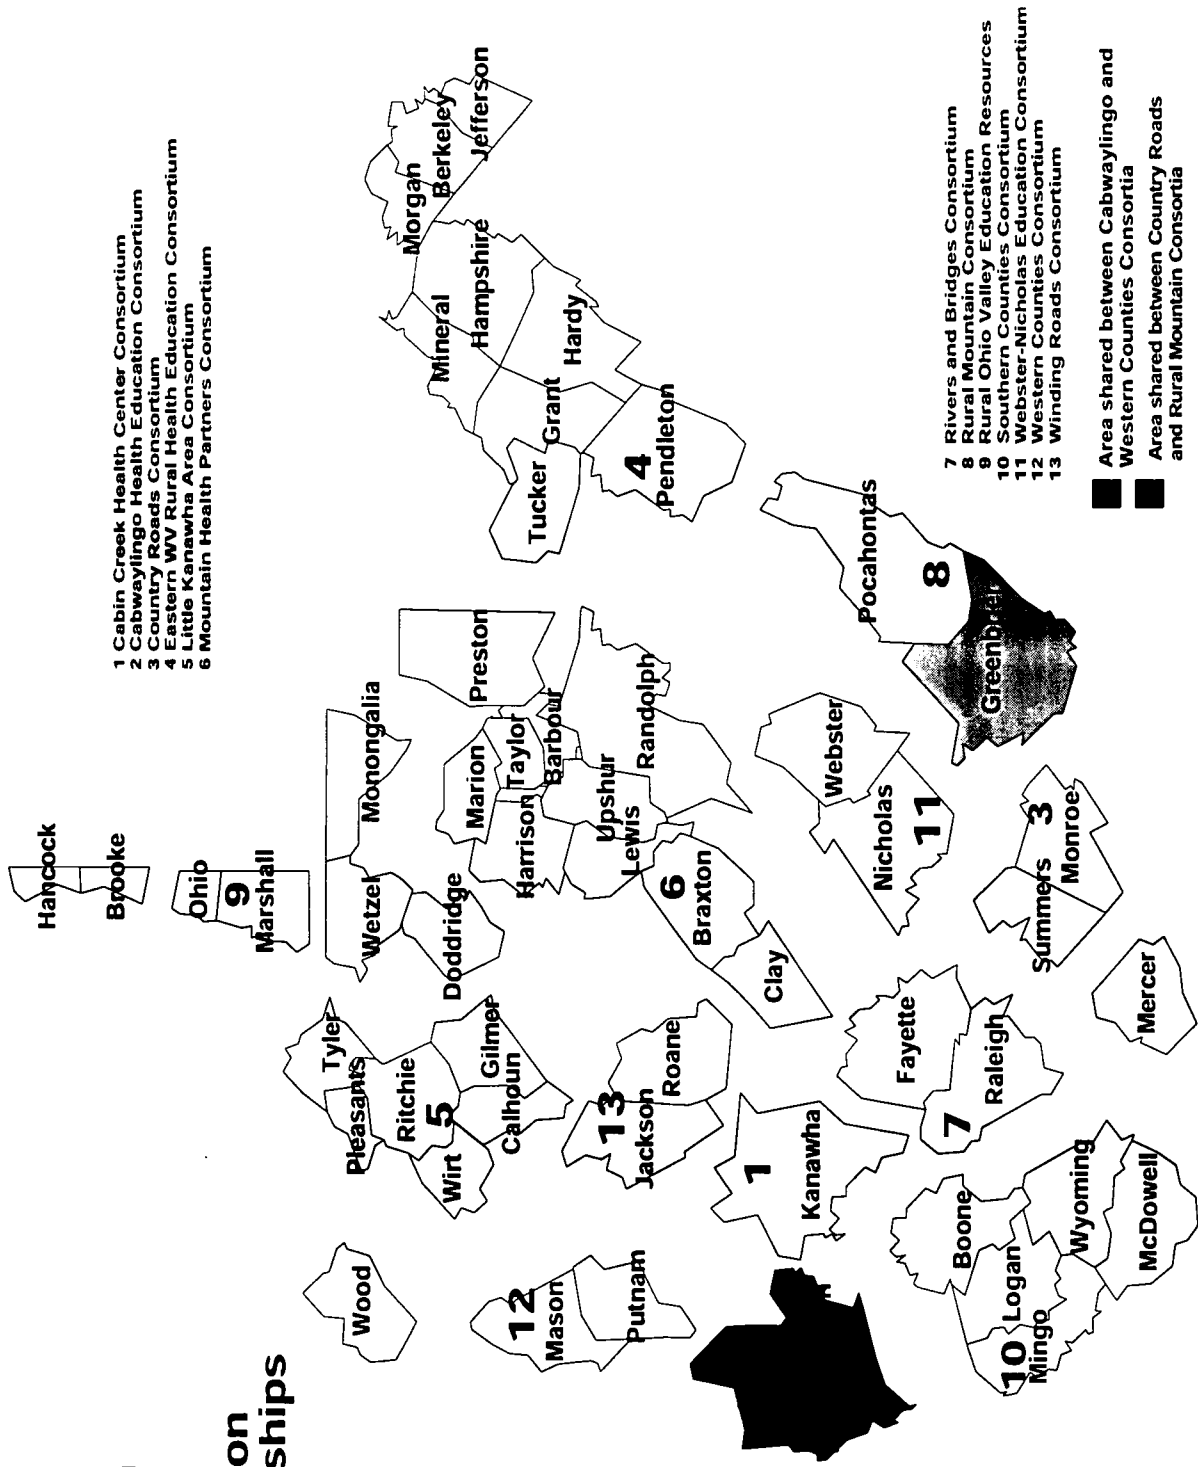 on
ships
1 Cabin Creek Health Center Consortium
2 Cabwaylingo Health Education Consortium
3 Country Roads Consortium
4 Eastern WV Rural Health Education Consortium
5 Little Kanawha Area Consortium
6 Mountain Health Partners Consortium
Hancock
Brooke
Ohio
9
Marshall
Tyler
Pleasants
Wood
Wetzel
Monongalia
Ritchie
5
Wirt
Doddridge
Gilmer
Calhoun
Marion
Preston
Taylor
Harrison
Barbour
Morgan
Berkeley
Jefferson
Mineral
Hampshire
Grant
Hardy
Tucker
4
Pendleton
12
Mason
Putnam
13
Jackson
Roane
Lewis
Upshur
Randolph
6
Braxton
Clay
1
Kanawha
Webster
Nicholas
11
Pocahontas
8
Greenbrier
Fayette
7
Raleigh
Boone
Logan
10
Mingo
Wyoming
McDowell
Summers
3
Monroe
Mercer
7 Rivers and Bridges Consortium
8 Rural Mountain Consortium
9 Rural Ohio Valley Education Resources
10 Southern Counties Consortium
11 Webster-Nicholas Education Consortium
12 Western Counties Consortium
13 Winding Roads Consortium
Area shared between Cabwaylingo and
Western Counties Consortia
Area shared between Country Roads
and Rural Mountain Consortia